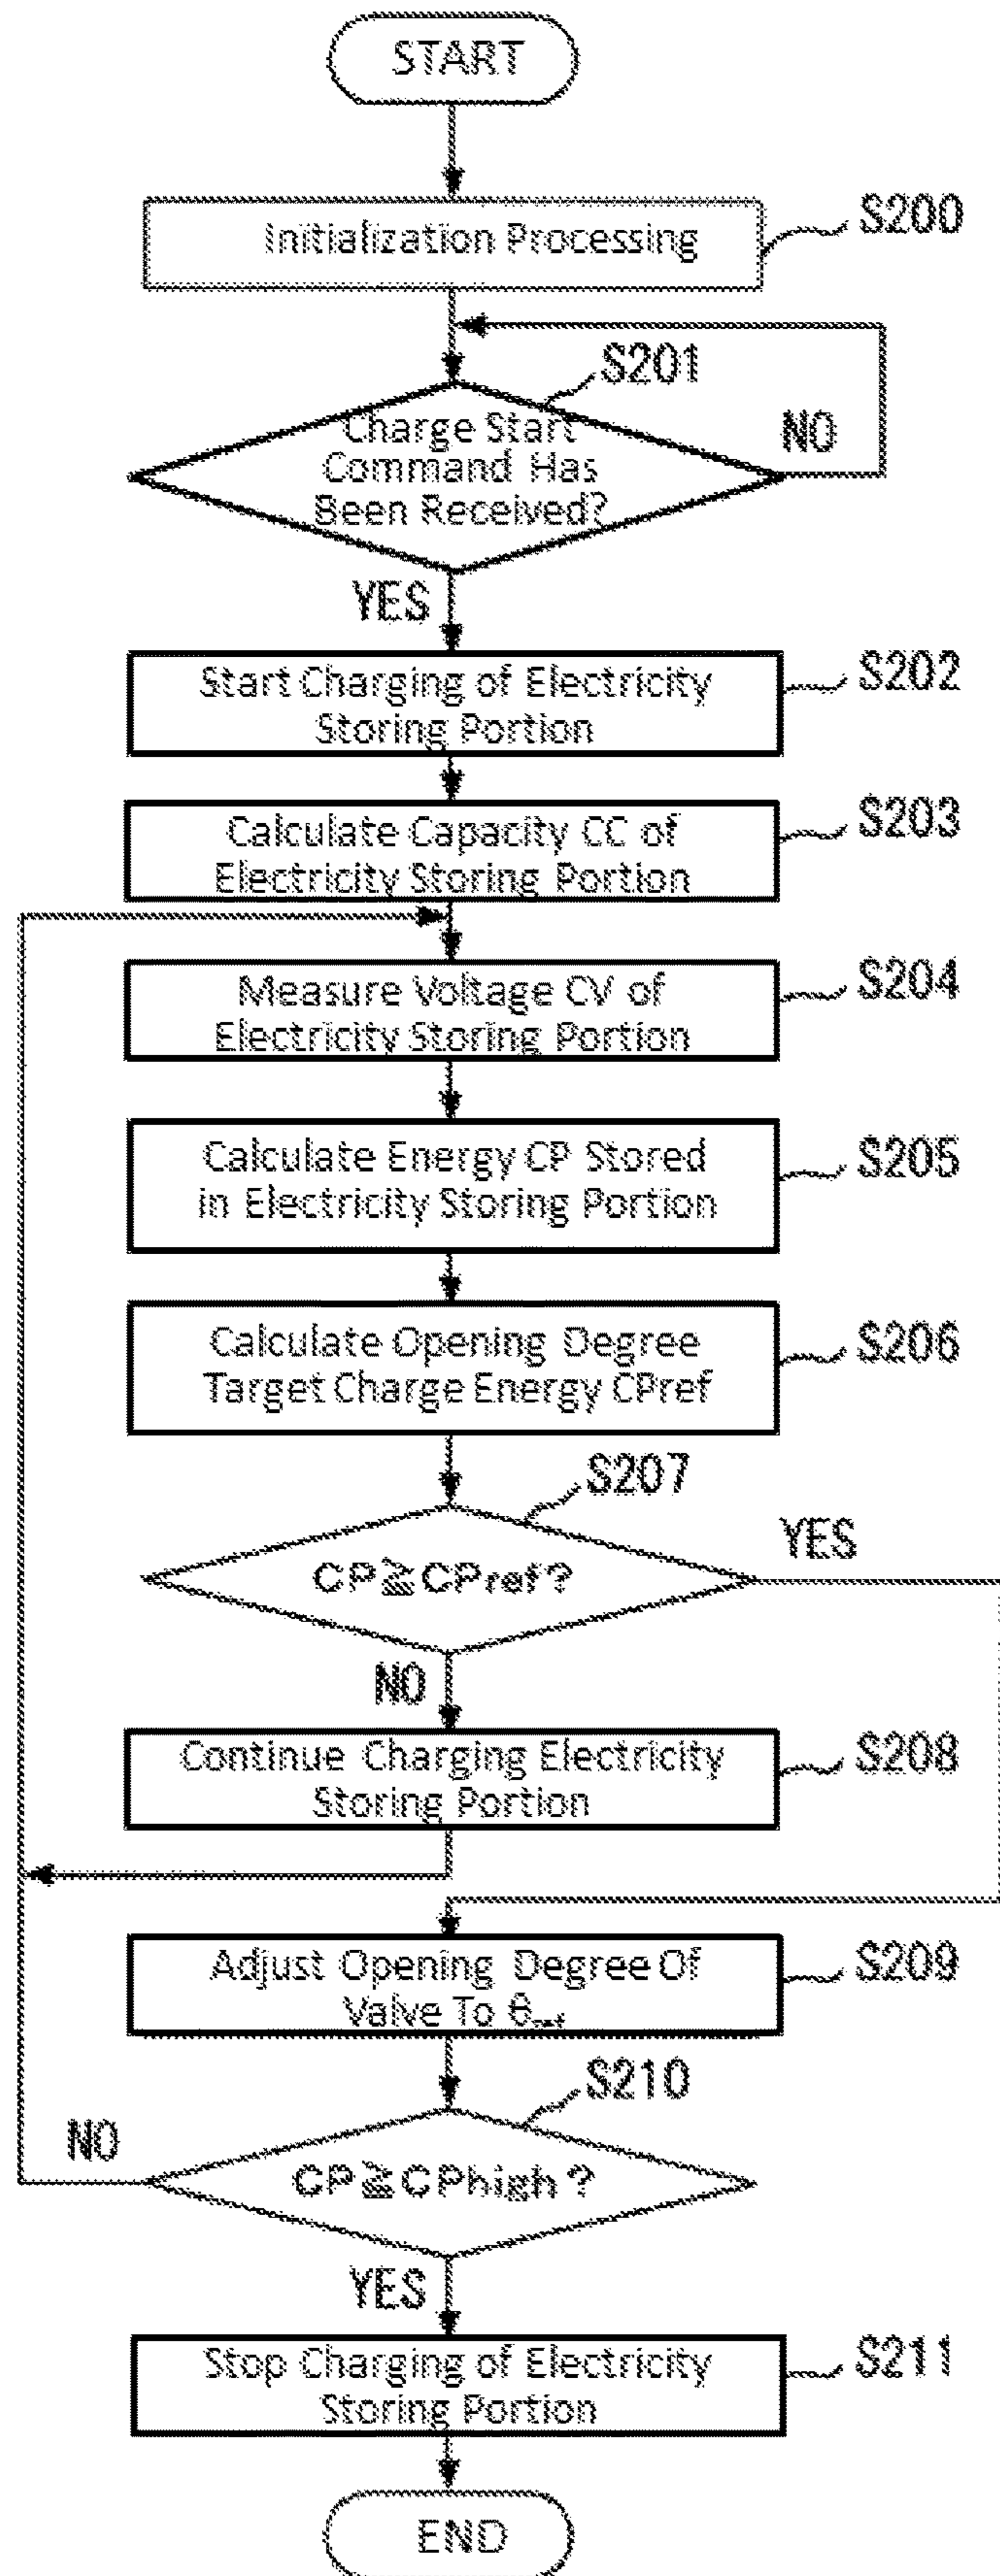 START
Initialization Processing
S200
S201
Charge Start
Command Has
Been Received?
NO
YES
Start Charging of Electricity
Storing Portion
S202
Calculate Capacity CC of
Electricity Storing Portion
S203
Measure Voltage CV of
Electricity Storing Portion
S204
Calculate Energy CP Stored
in Electricity Storing Portion
S205
Calculate Opening Degree
Target Charge Energy CPref
S206
S207
CP≧CPref?
YES
NO
Continue Charging Electricity
Storing Portion
S208
Adjust Opening Degree Of
Valve To θ
S209
S210
CP≧CPhigh?
NO
YES
Stop Charging of Electricity
Storing Portion
S211
END